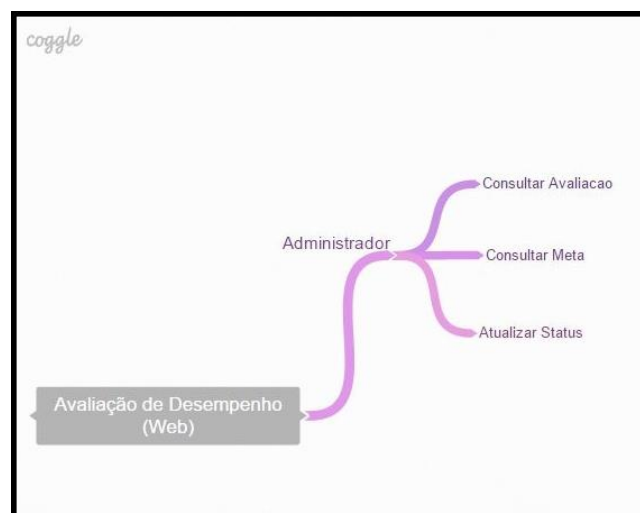 coggle
Consultar Avaliacao
Administrador
Consultar Meta
Atualizar Status
Avaliação de Desempenho
(Web)